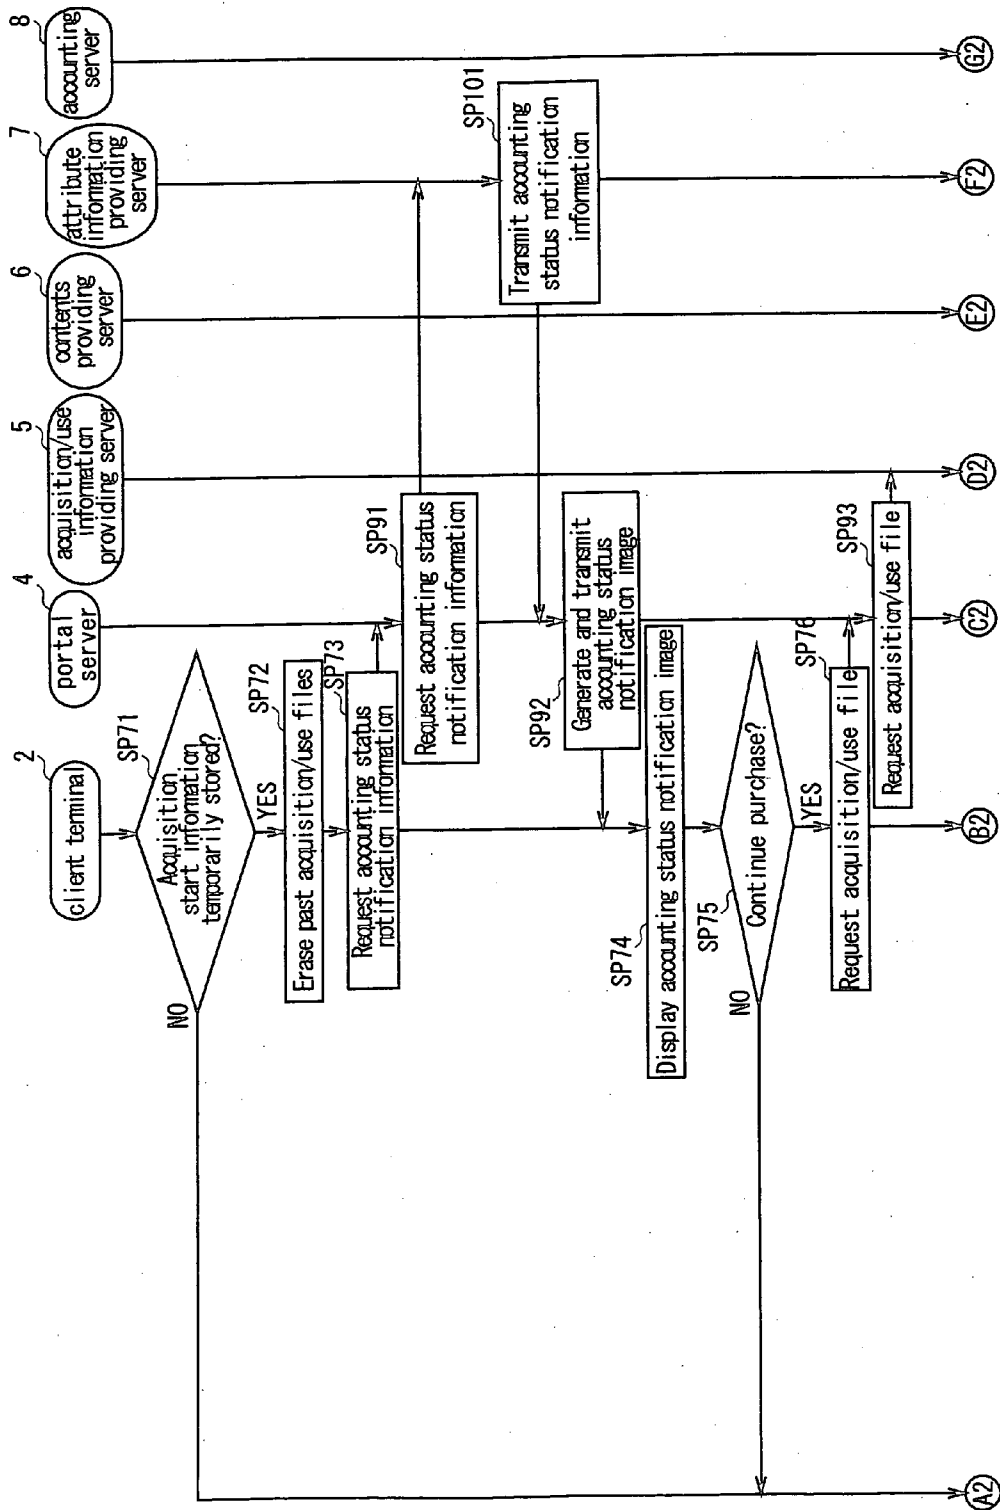 2
client terminal
4
portal
server
5
acquisition/use
information
providing server
6
contents
providing
server
7
attribute
information
providing
server
8
accounting
server
SP71
Acquisition
start information
temporarily stored?
NO
YES
SP72
Erase past acquisition/use files
SP73
Request accounting status
notification information
SP91
Request accounting status
notification information
SP101
Transmit accounting
status notification
information
SP92
Generate and transmit
accounting status
notification image
SP74
Display accounting status notification image
SP75
Continue purchase?
NO
YES
SP76
Request acquisition/use file
SP93
Request acquisition/use file
A2
B2
C2
D2
E2
F2
G2